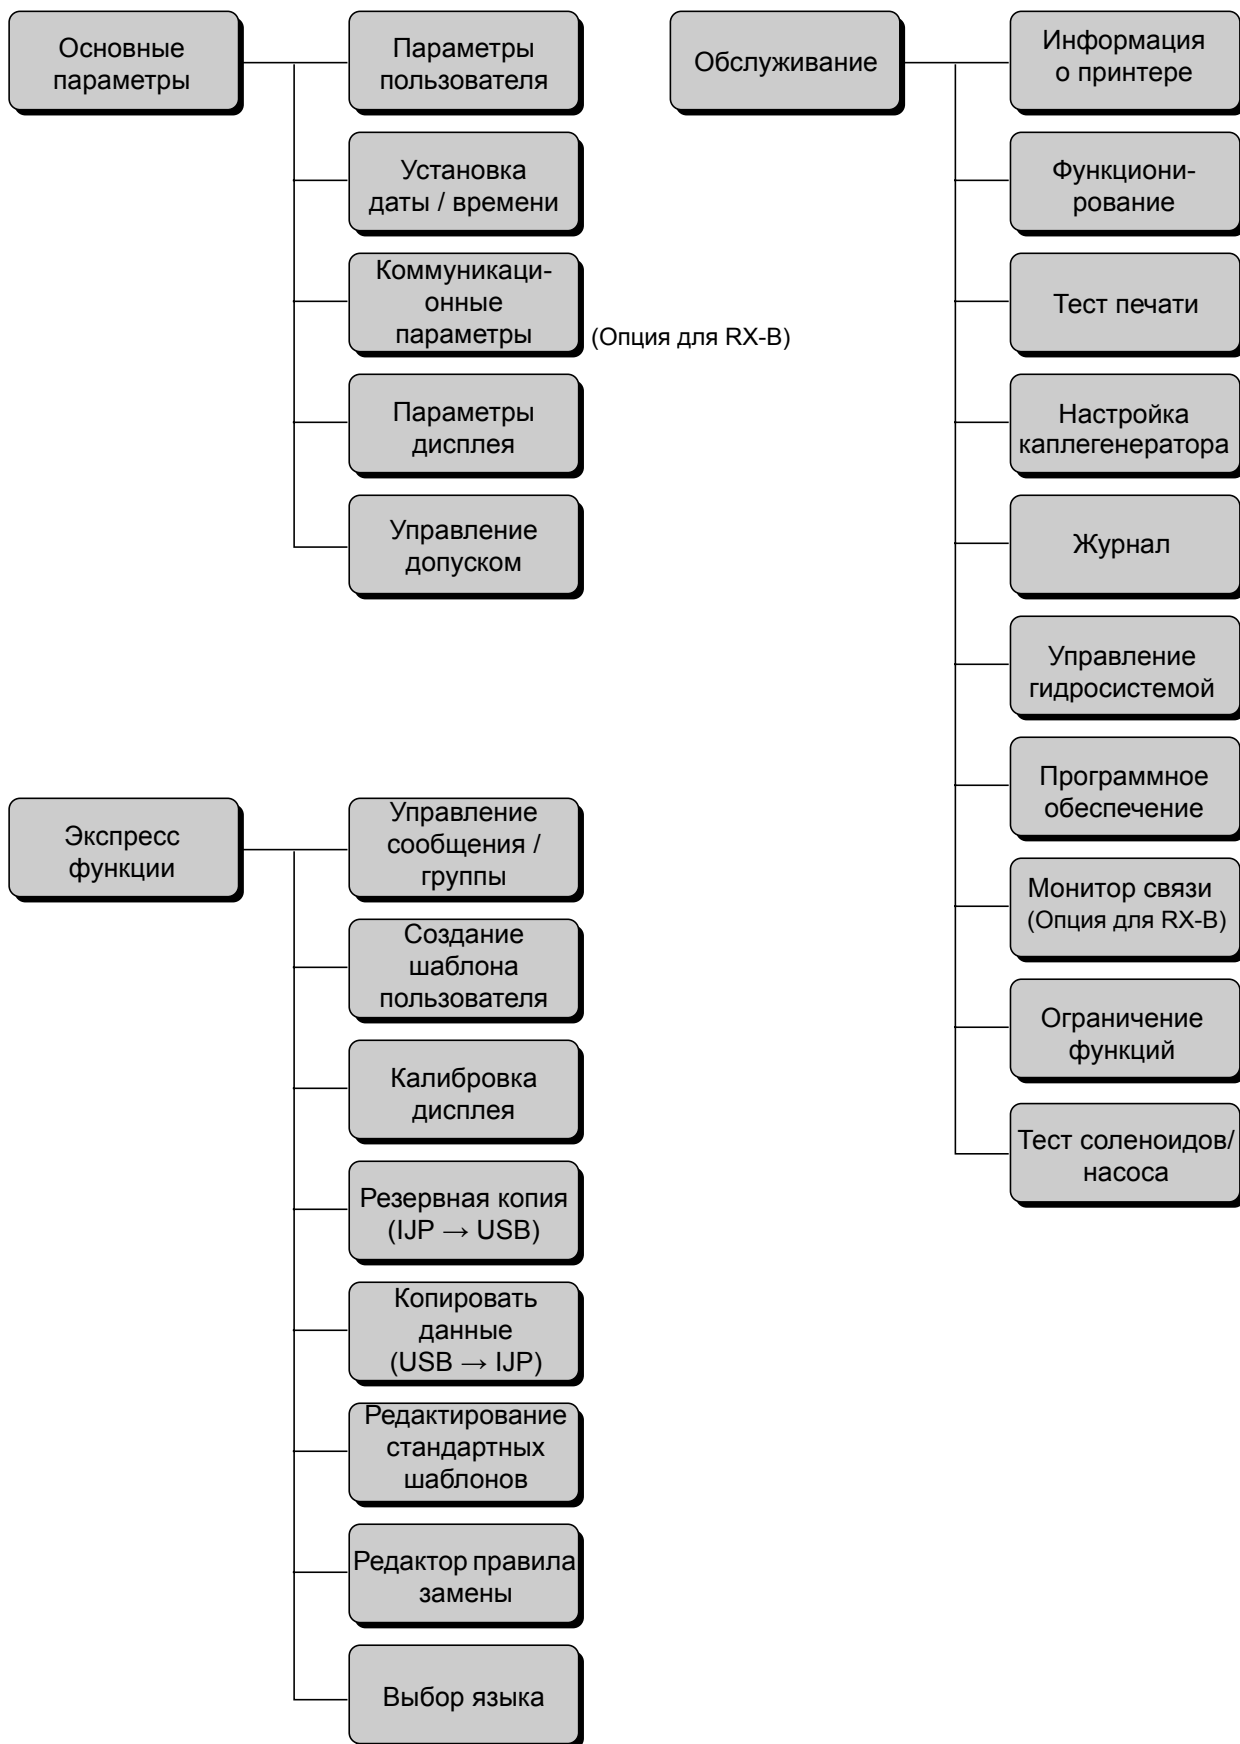 Основные
параметры
Параметры
пользователя
Установка
даты / времени
Коммуникаци-
онные
параметры
(Опция для RX-B)
Параметры
дисплея
Управление
допуском
Экспресс
функции
Управление
сообщения /
группы
Создание
шаблона
пользователя
Калибровка
дисплея
Резервная копия
(IJP → USB)
Копировать
данные
(USB → IJP)
Редактирование
стандартных
шаблонов
Редактор правила
замены
Выбор языка
Обслуживание
Информация
о принтере
Функциони-
рование
Тест печати
Настройка
каплегенератора
Журнал
Управление
гидросистемой
Программное
обеспечение
Монитор связи
(Опция для RX-B)
Ограничение
функций
Тест соленоидов/
насоса